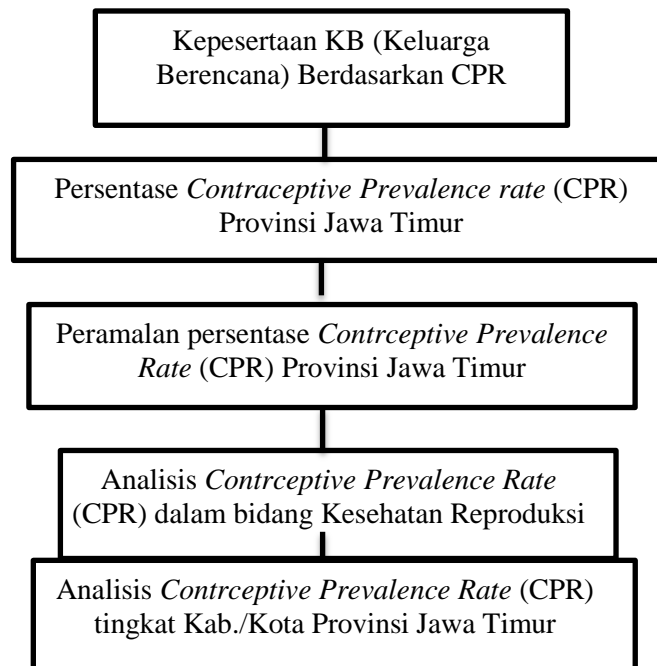 Kepesertaan KB (Keluarga
Berencana) Berdasarkan CPR
Persentase Contraceptive Prevalence rate (CPR)
Provinsi Jawa Timur
Peramalan persentase Contrceptive Prevalence
Rate (CPR) Provinsi Jawa Timur
Analisis Contrceptive Prevalence Rate
(CPR) dalam bidang Kesehatan Reproduksi
Analisis Contrceptive Prevalence Rate (CPR)
tingkat Kab./Kota Provinsi Jawa Timur